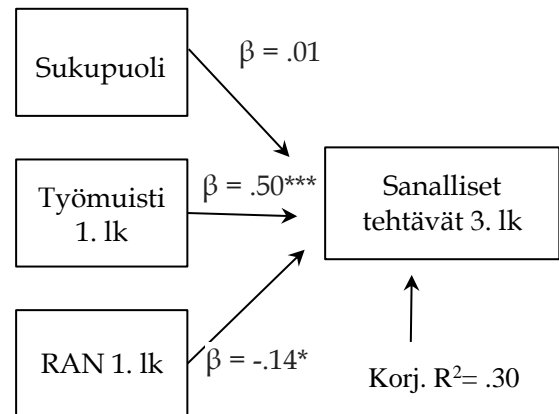 Sukupuoli
β = .01
Työmuisti
1. lk
β = .50***
Sanalliset
tehtävät 3. lk
RAN 1. lk
β = -.14*
Korj. R²= .30